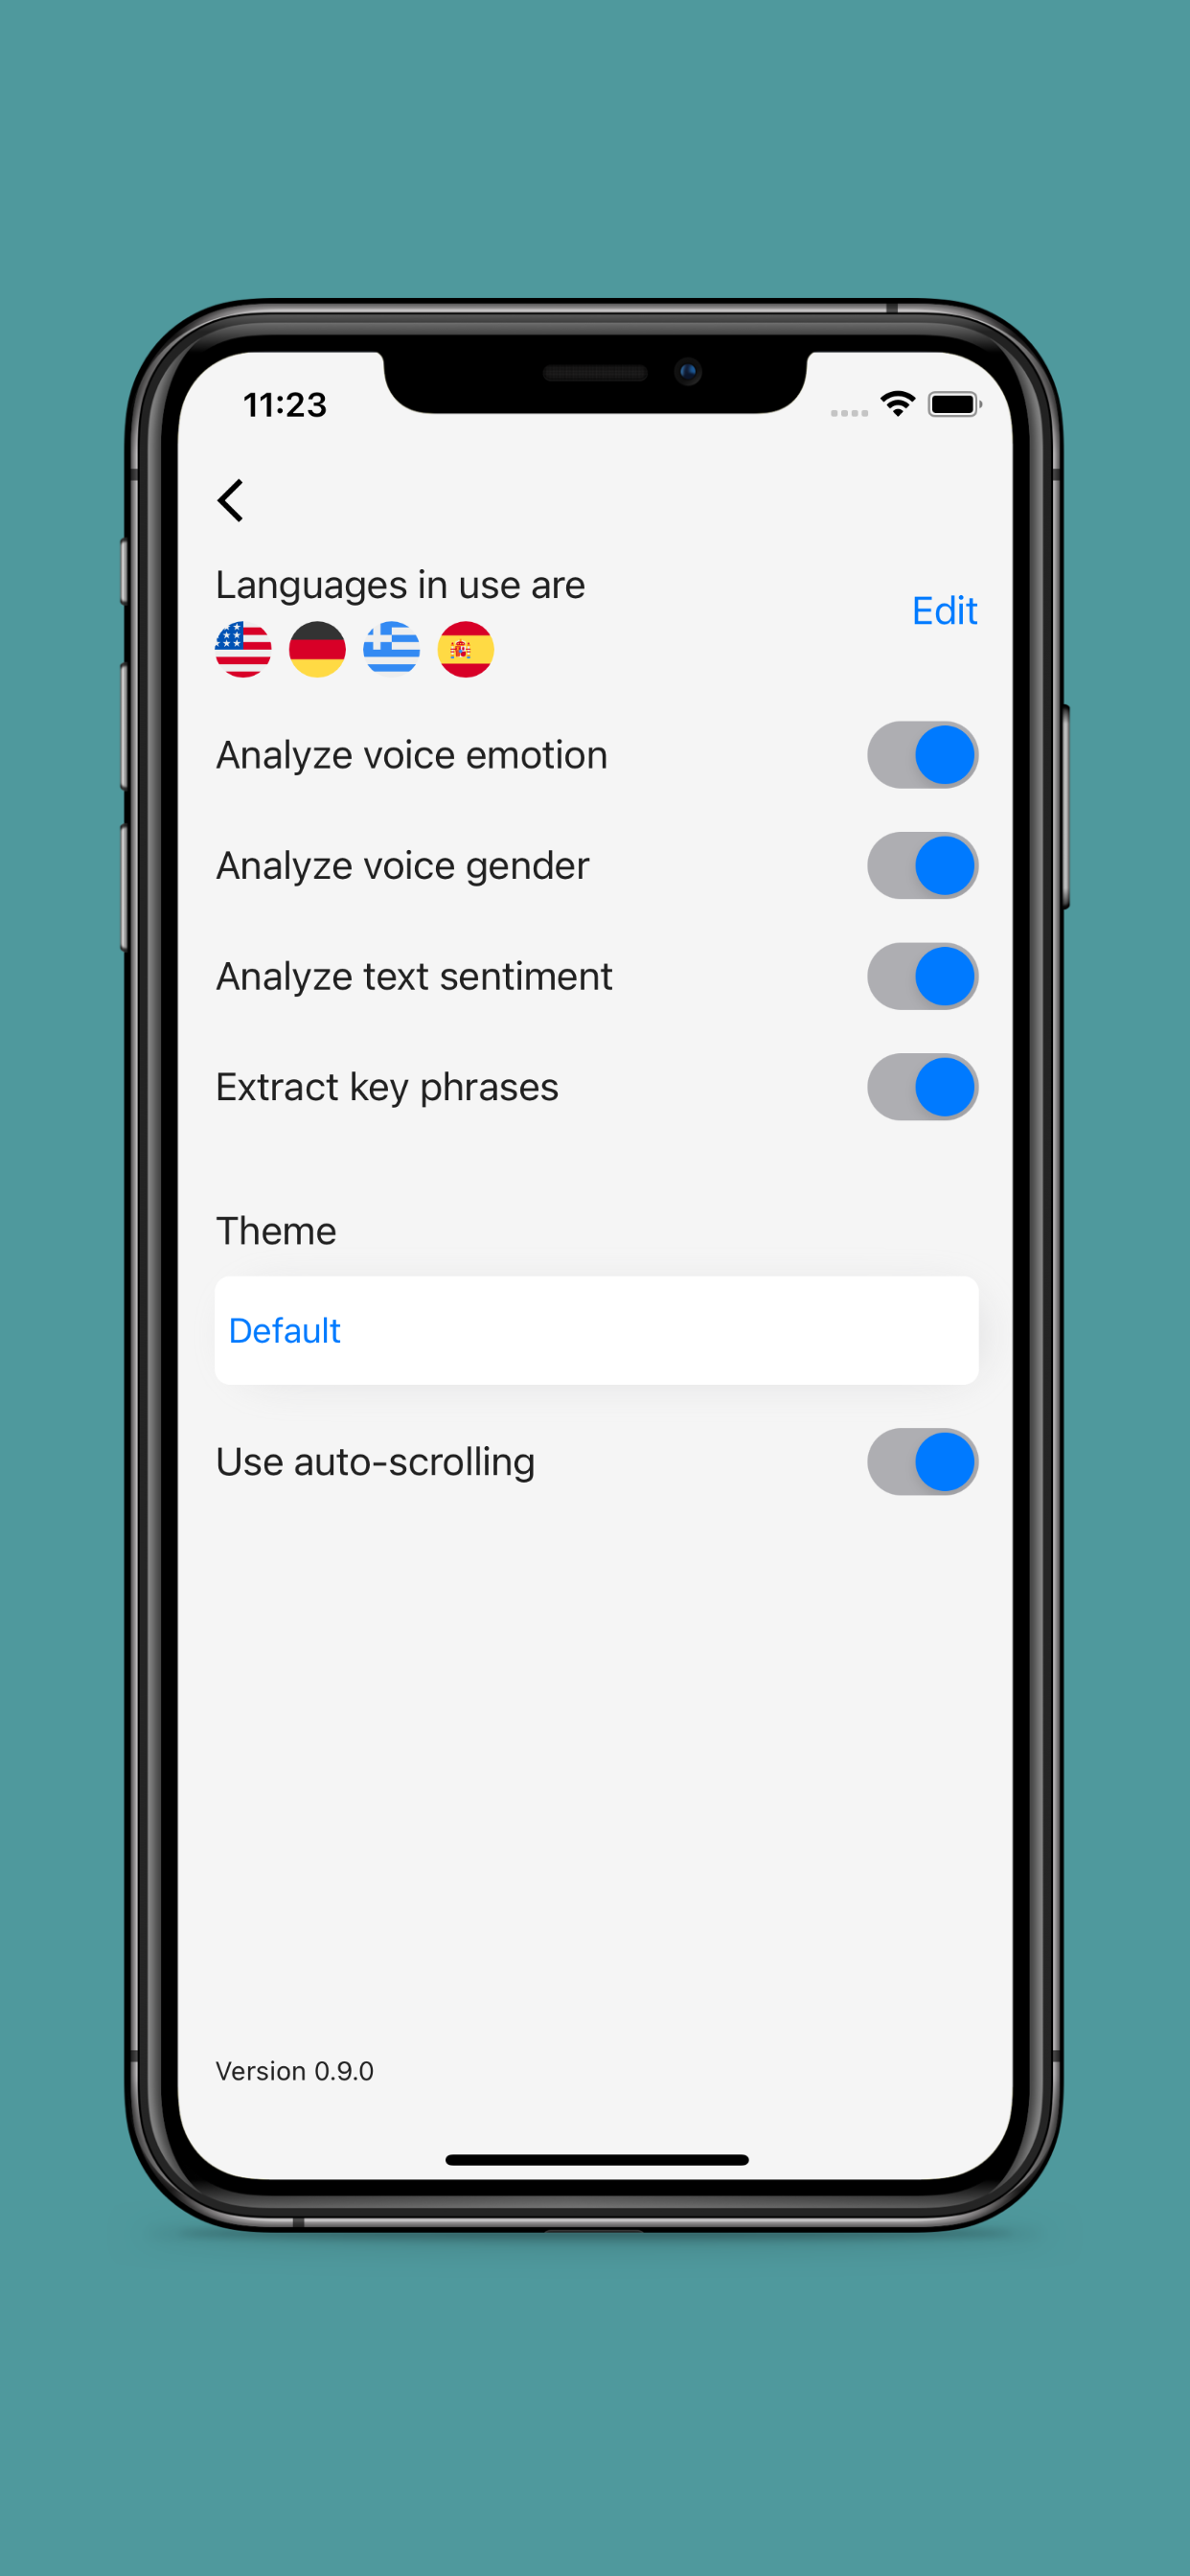 11:23
Languages in use are
Edit
Analyze voice emotion
Analyze voice gender
Analyze text sentiment
Extract key phrases
Theme
Default
Use auto-scrolling
Version 0.9.0